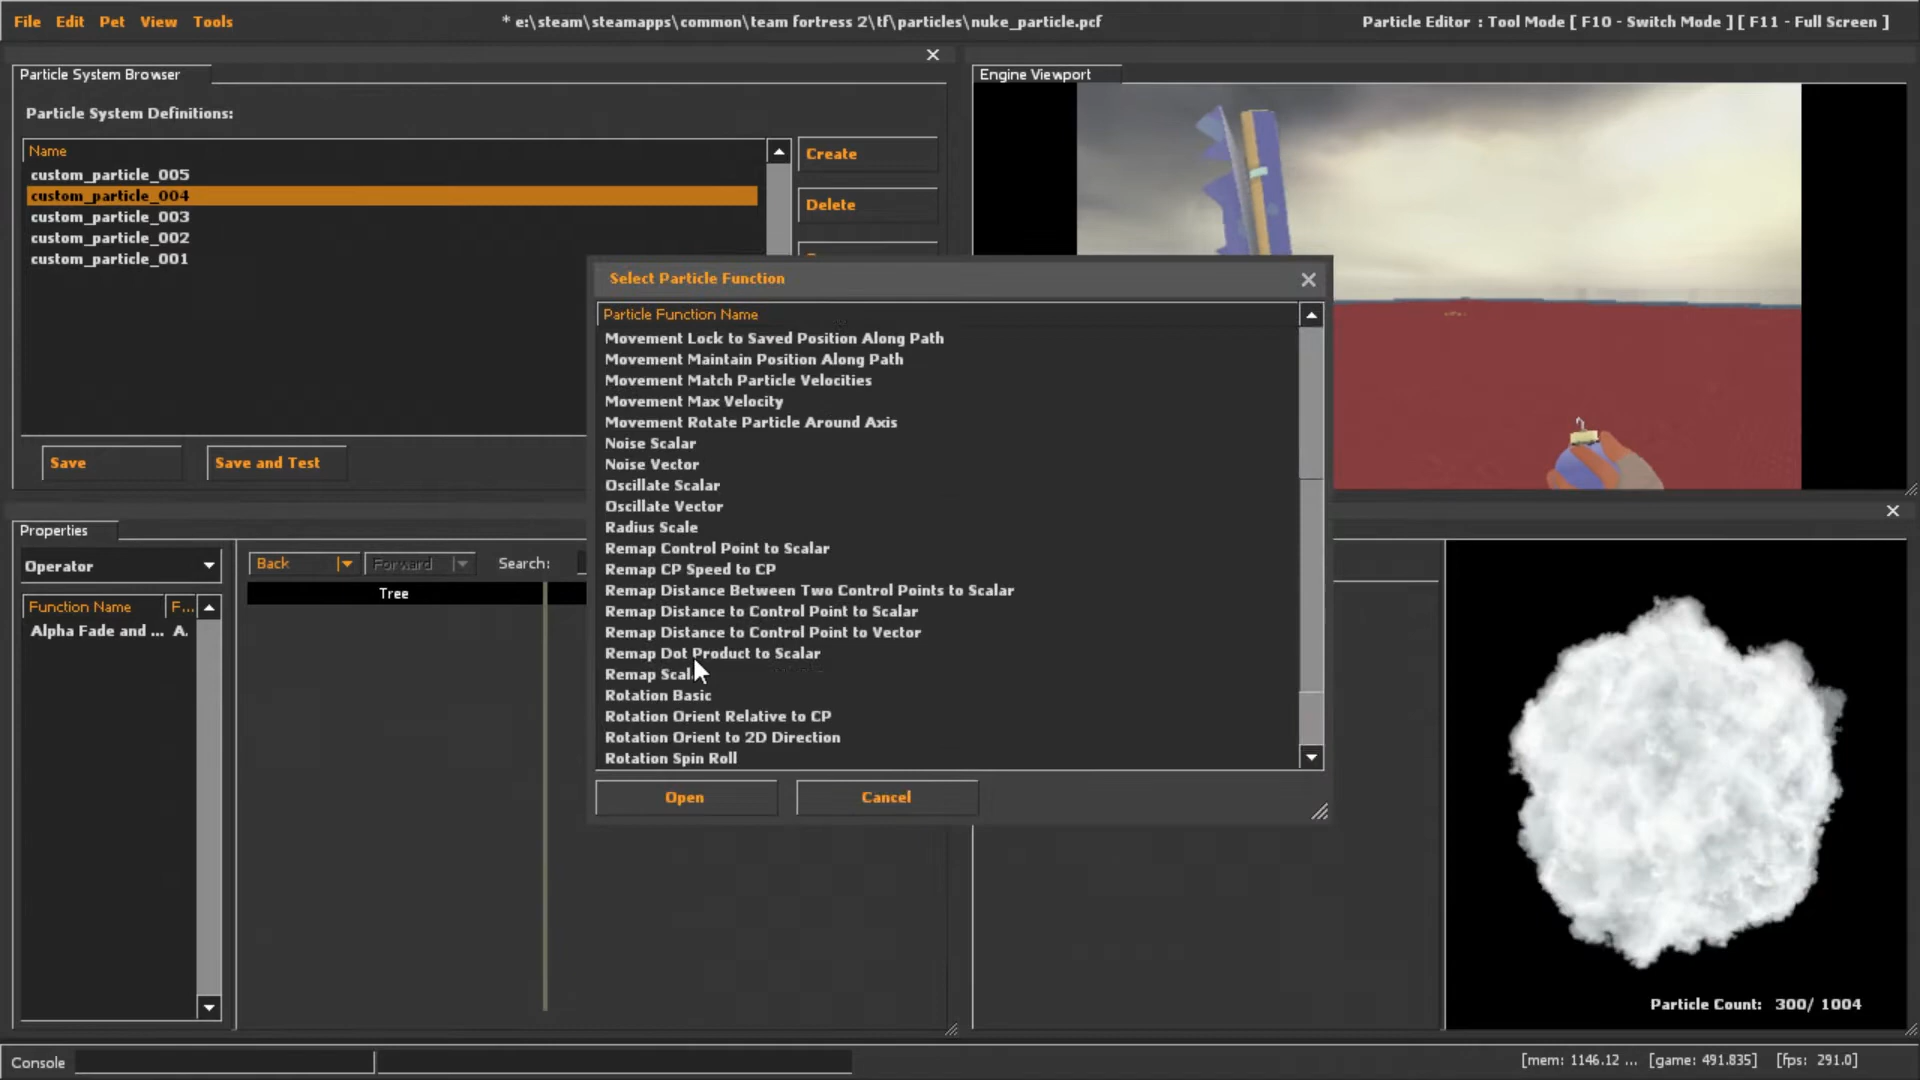 File Edit Pet View Tools
* e:\steam\steamapps\common\team fortress 2\tf\particles\nuke_particle.pcf
Particle Editor : Tool Mode [ F10 - Switch Mode ] [ F11 - Full Screen ]
Particle System Browser
Particle System Definitions:
Name
custom_particle_005
custom_particle_004
custom_particle_003
custom_particle_002
custom_particle_001
Create
Delete
Save
Save and Test
Engine Viewport
Select Particle Function
Particle Function Name
Movement Lock to Saved Position Along Path
Movement Maintain Position Along Path
Movement Match Particle Velocities
Movement Max Velocity
Movement Rotate Particle Around Axis
Noise Scalar
Noise Vector
Oscillate Scalar
Oscillate Vector
Radius Scale
Remap Control Point to Scalar
Remap CP Speed to CP
Remap Distance Between Two Control Points to Scalar
Remap Distance to Control Point to Scalar
Remap Distance to Control Point to Vector
Remap Dot Product to Scalar
Remap
Rotation Basic
Rotation Orient Relative to CP
Rotation Orient to 2D Direction
Rotation Spin Roll
Open
Cancel
Properties
Operator
Function Name F...
Alpha Fade and ... A.
Back
Forward
Search:
Tree
Particle Count: 300/ 1004
Console
[mem: 1146.12 ... [game: 491.835] [fps: 291.0]